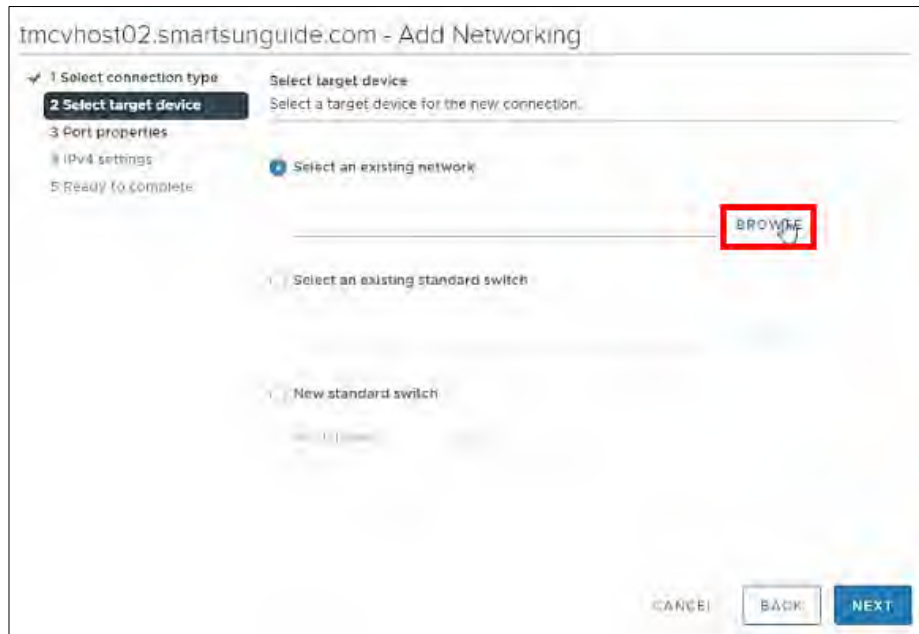 tmcvhost02.smartsunguide.com - Add Networking
1 Select connection type
2 Select target device
3 Port properties
4 IPv4 settings
5 Ready to complete
Select target device
Select a target device for the new connection.
Select an existing network
BROWSE
Select an existing standard switch
New standard switch
CANCEL
BACK
NEXT